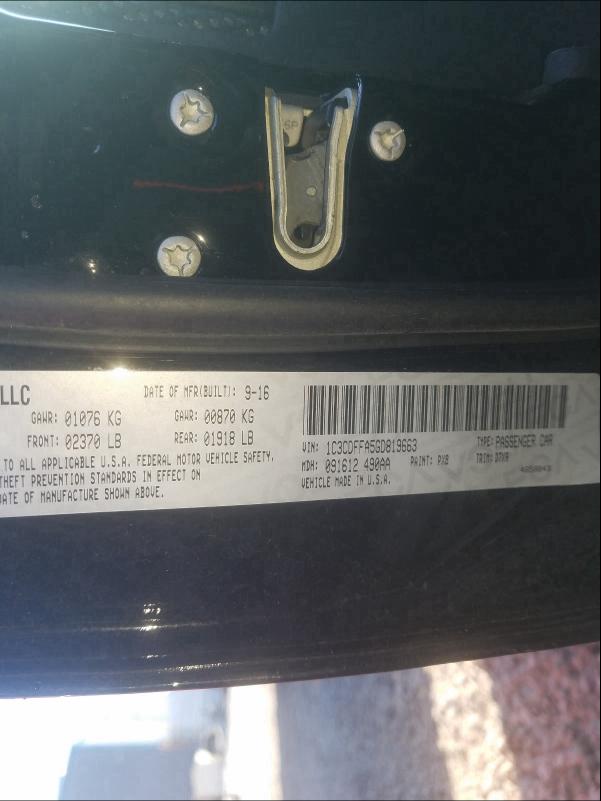 SP
LLC
DATE OF MFR(BUILT): 9-16
GAWR: 01076 KG GAWR: 00870 KG
FRONT: 02370 LB REAR: 01918 LB
TO ALL APPLICABLE U.S.A. FEDERAL MOTOR VEHICLE SAFETY,
THEFT PREVENTION STANDARDS IN EFFECT ON
DATE OF MANUFACTURE SHOWN ABOVE.
VIN: 1C3CDFFA5GD819663 TYPE: PASSENGER CAR
MDH: 091612 490AA PAINT: PX8 TRIM: D7XR
VEHICLE MADE IN U.S.A.